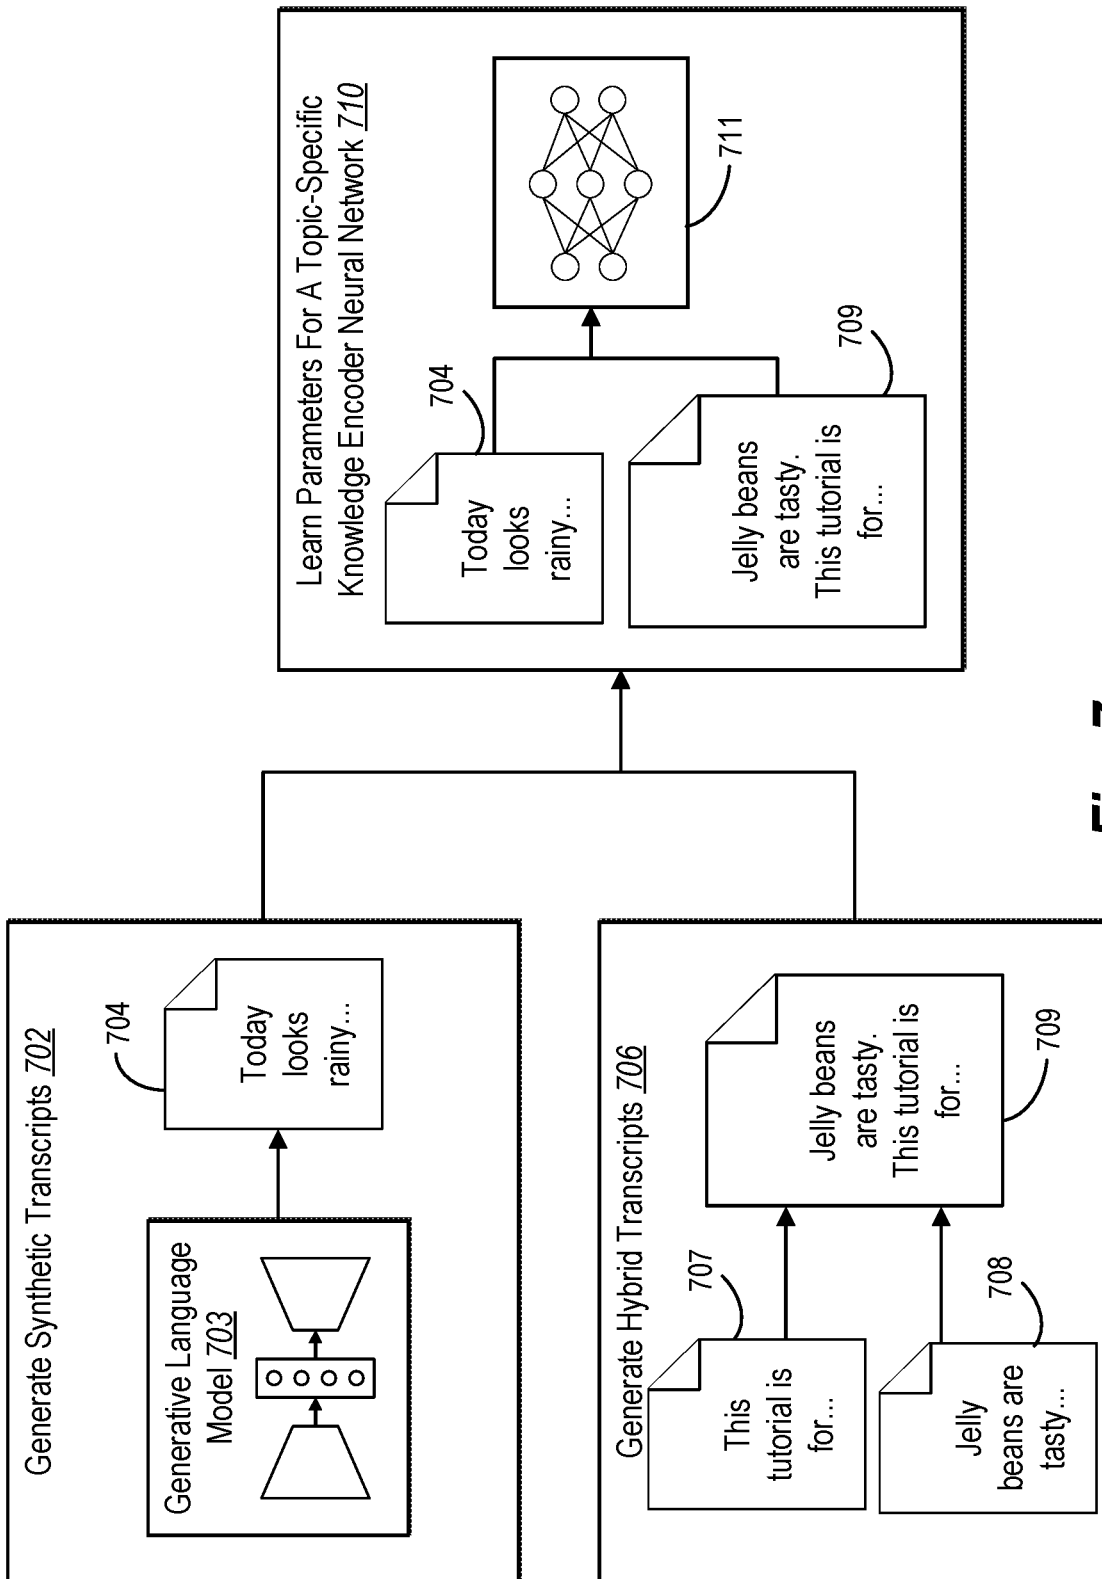 Generate Synthetic Transcripts 702
Generative Language
Model 703
704
Today
looks
rainy...
Generate Hybrid Transcripts 706
707
This
tutorial is
for...
708
Jelly
beans are
tasty...
709
Jelly beans
are tasty.
This tutorial is
for...
Learn Parameters For A Topic-Specific
Knowledge Encoder Neural Network 710
704
Today
looks
rainy...
709
Jelly beans
are tasty.
This tutorial is
for...
711